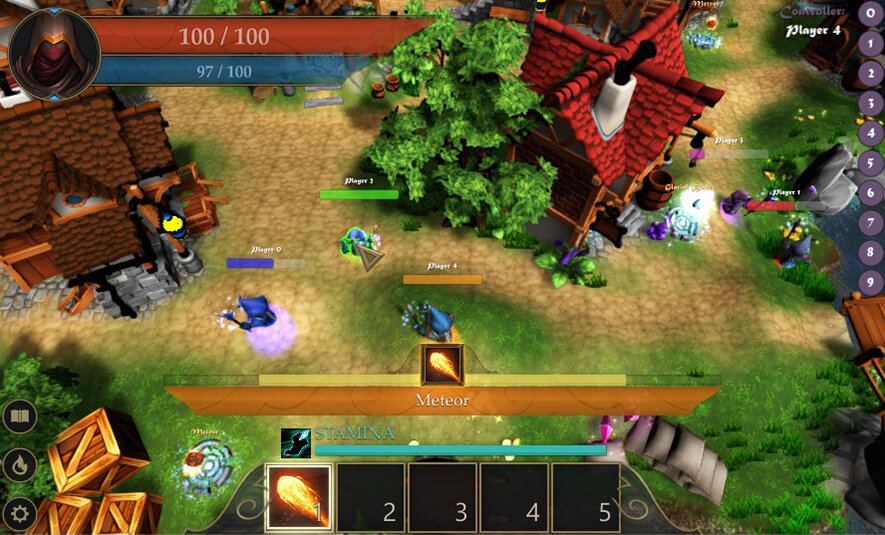 100 / 100
97 / 100
Meteor
Controller:
Player 4
0
1
2
3
4
5
6
7
8
9
Player 3
Player 2
Player 1
Player 0
Player 4
Meteor
Meteor
STAMINA
1
2
3
4
5